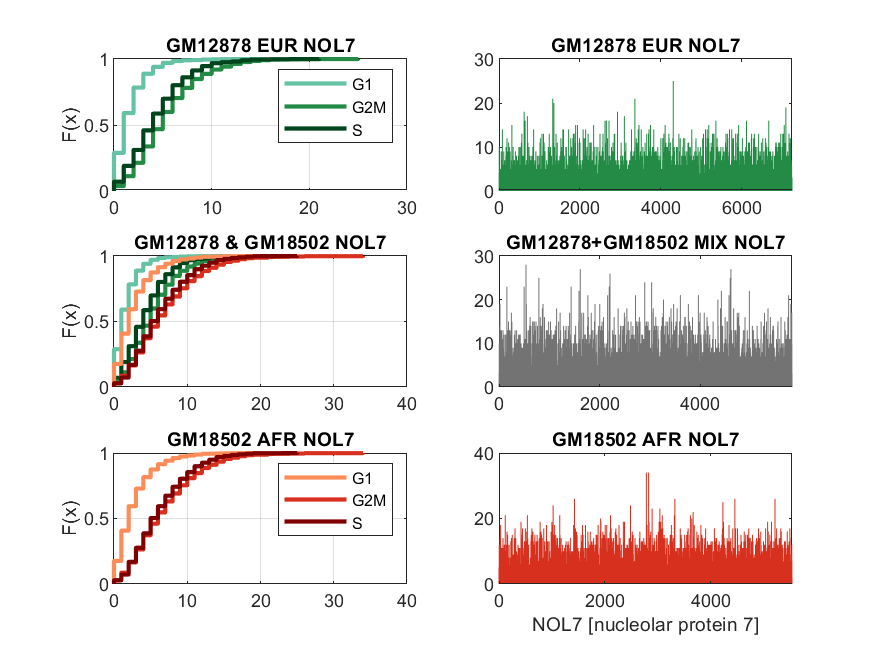 GM12878 EUR NOL7
F(x)
1
0.5
0
0 10 20 30
G1
G2M
S
GM12878 EUR NOL7
30
20
10
0
0 2000 4000 6000
GM12878 & GM18502 NOL7
F(x)
1
0.5
0
0 10 20 30 40
GM12878+GM18502 MIX NOL7
30
20
10
0
0 2000 4000
GM18502 AFR NOL7
F(x)
1
0.5
0
0 10 20 30 40
G1
G2M
S
GM18502 AFR NOL7
40
20
0
0 2000 4000
NOL7 [nucleolar protein 7]